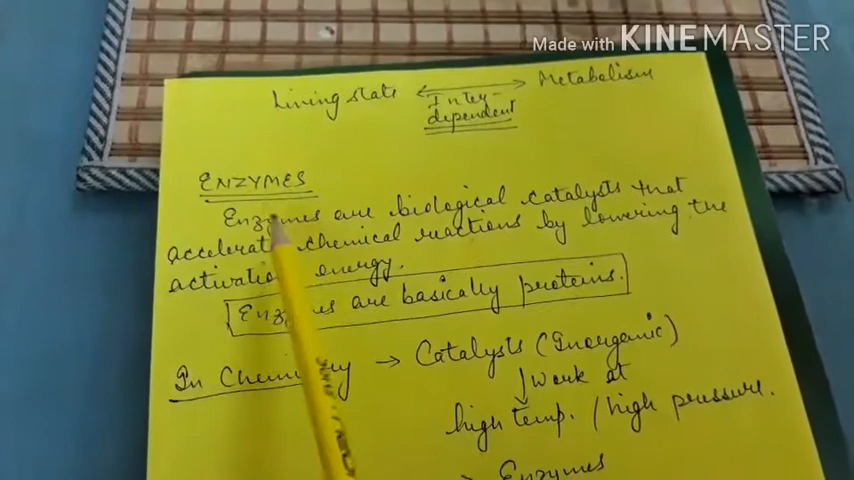 Made with KINEMASTER
Living state ⟷ Metabolism
Inter-
dependent
ENZYMES
Enzymes are biological catalysts that
accelerate chemical reactions by lowering the
activation energy.
Enzymes are basically proteins.
In Chemistry → Catalysts (Inorganic)
↓ work at
high temp. / high pressure.
→ Enzymes